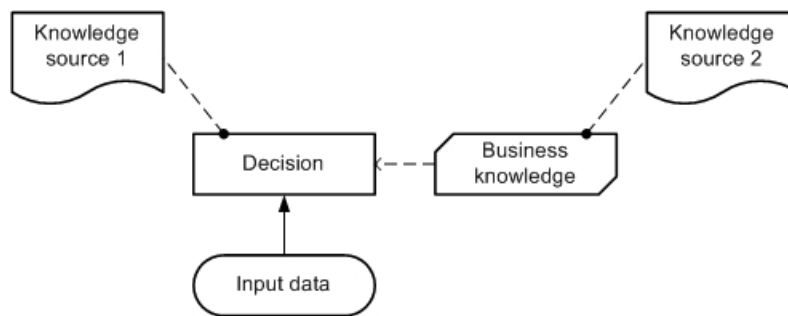 Knowledge
source 1
Knowledge
source 2
Decision
Business
knowledge
Input data